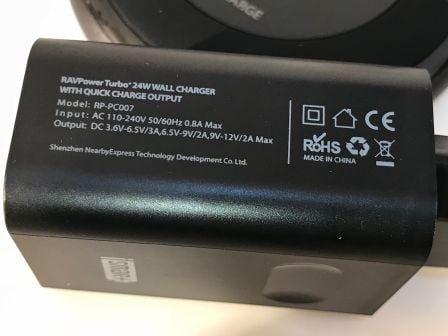 CHARGE
RAVPower Turbo⁺ 24W WALL CHARGER
WITH QUICK CHARGE OUTPUT
Model: RP-PC007
Input: AC 110-240V 50/60Hz 0.8A Max
Output: DC 3.6V-6.5V/3A,6.5V-9V/2A,9V-12V/2A Max
Shenzhen NearbyExpress Technology Development Co. Ltd.
CE
RoHS
MADE IN CHINA